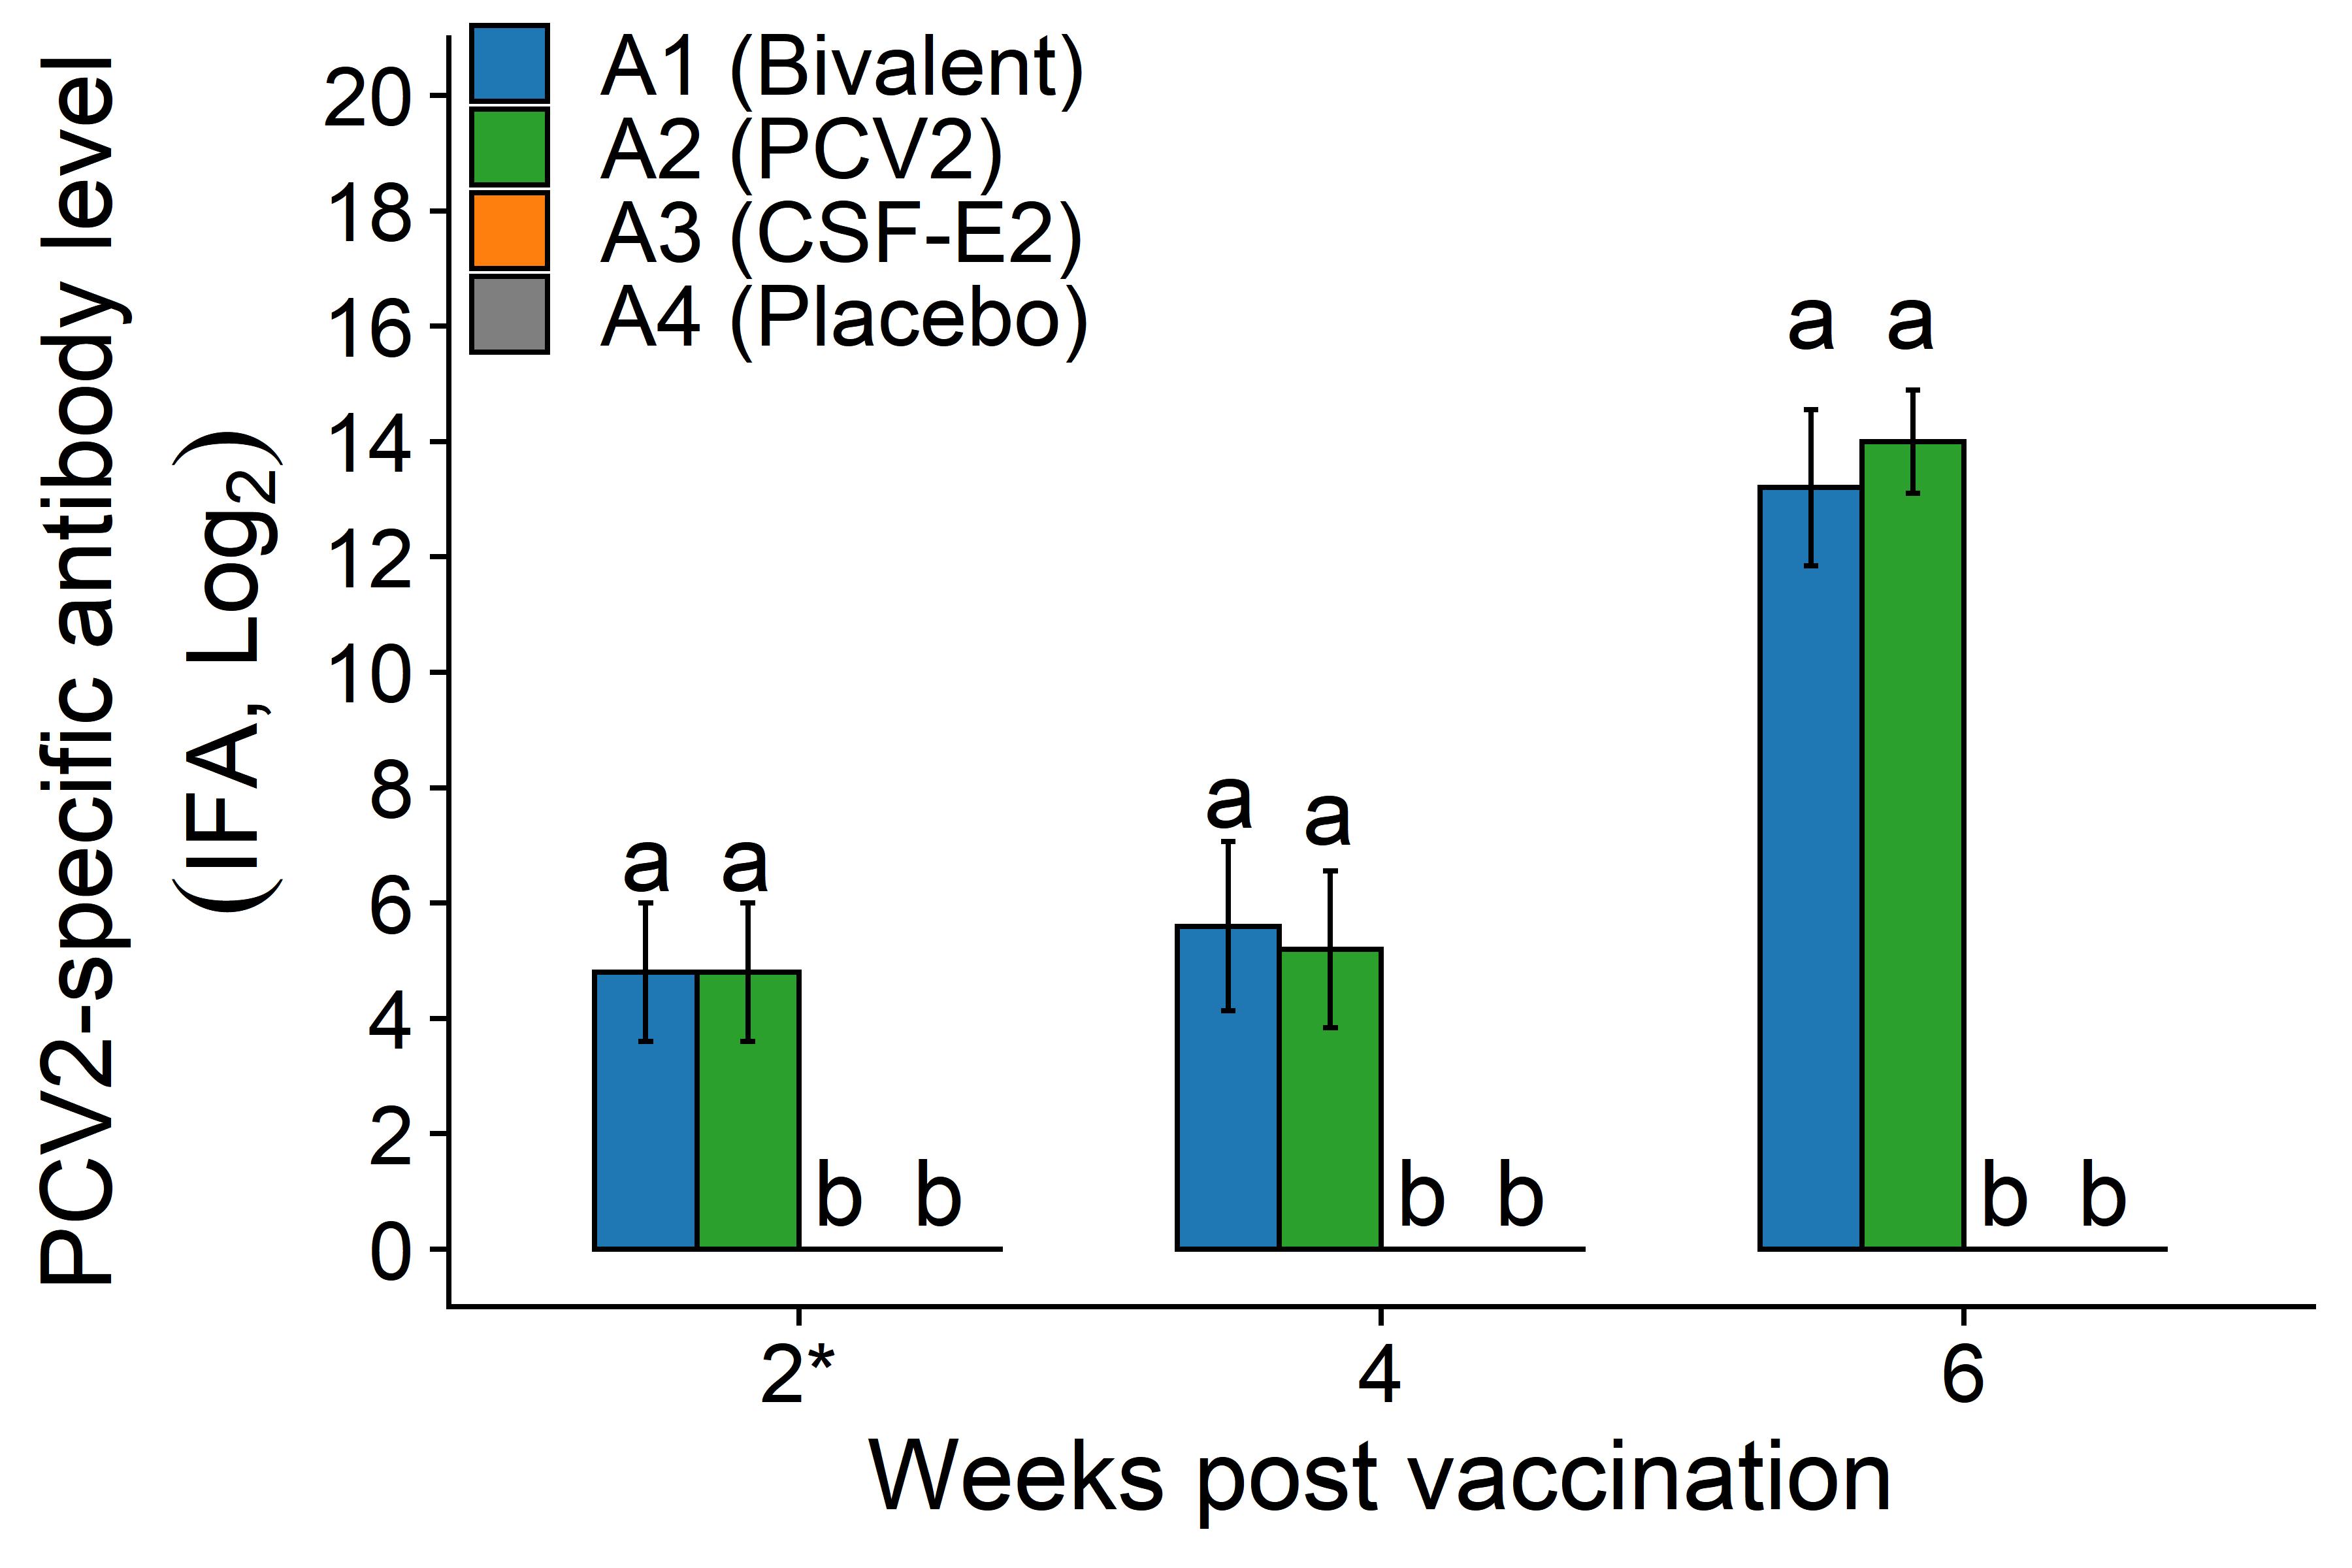 PCV2-specific antibody level
(IFA, Log₂)
20
18
16
14
12
10
8
6
4
2
0
A1 (Bivalent)
A2 (PCV2)
A3 (CSF-E2)
A4 (Placebo)
a a
a a
a a
b b b b b b
2* 4 6
Weeks post vaccination